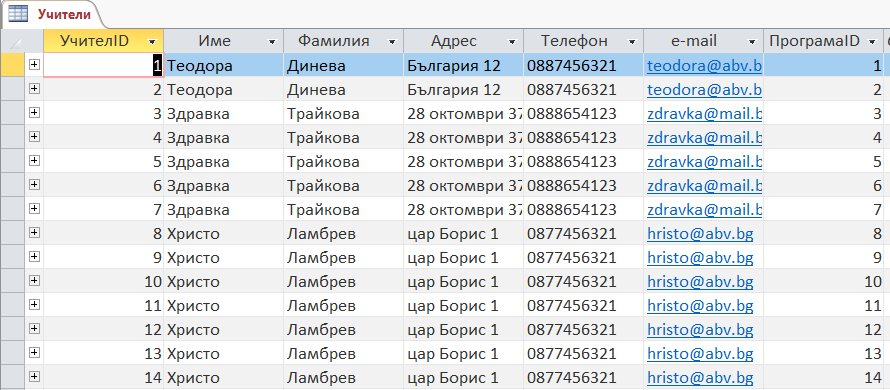 Учители
УчителID Име Фамилия Адрес Телефон e-mail ПрограмаID
1 Теодора Динева България 12 0887456321 teodora@abv.b 1
2 Теодора Динева България 12 0887456321 teodora@abv.b 2
3 Здравка Трайкова 28 октомври 37 0888654123 zdravka@mail.b 3
4 Здравка Трайкова 28 октомври 37 0888654123 zdravka@mail.b 4
5 Здравка Трайкова 28 октомври 37 0888654123 zdravka@mail.b 5
6 Здравка Трайкова 28 октомври 37 0888654123 zdravka@mail.b 6
7 Здравка Трайкова 28 октомври 37 0888654123 zdravka@mail.b 7
8 Христо Ламбрев цар Борис 1 0877456321 hristo@abv.bg 8
9 Христо Ламбрев цар Борис 1 0877456321 hristo@abv.bg 9
10 Христо Ламбрев цар Борис 1 0877456321 hristo@abv.bg 10
11 Христо Ламбрев цар Борис 1 0877456321 hristo@abv.bg 11
12 Христо Ламбрев цар Борис 1 0877456321 hristo@abv.bg 12
13 Христо Ламбрев цар Борис 1 0877456321 hristo@abv.bg 13
14 Христо Ламбрев цар Борис 1 0877456321 hristo@abv.bg 14